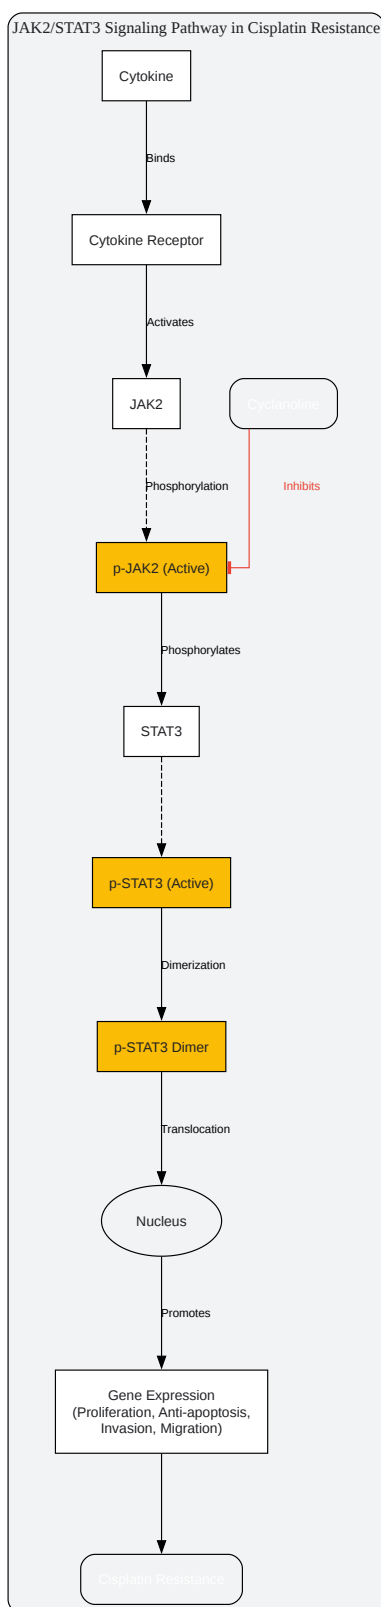 JAK2/STAT3 Signaling Pathway in Cisplatin Resistance
Cytokine
Binds
Cytokine Receptor
Activates
JAK2
Cyclanoline
Phosphorylation
Inhibits
p-JAK2 (Active)
Phosphorylates
STAT3
p-STAT3 (Active)
Dimerization
p-STAT3 Dimer
Translocation
Nucleus
Promotes
Gene Expression
(Proliferation, Anti-apoptosis,
Invasion, Migration)
Cisplatin Resistance